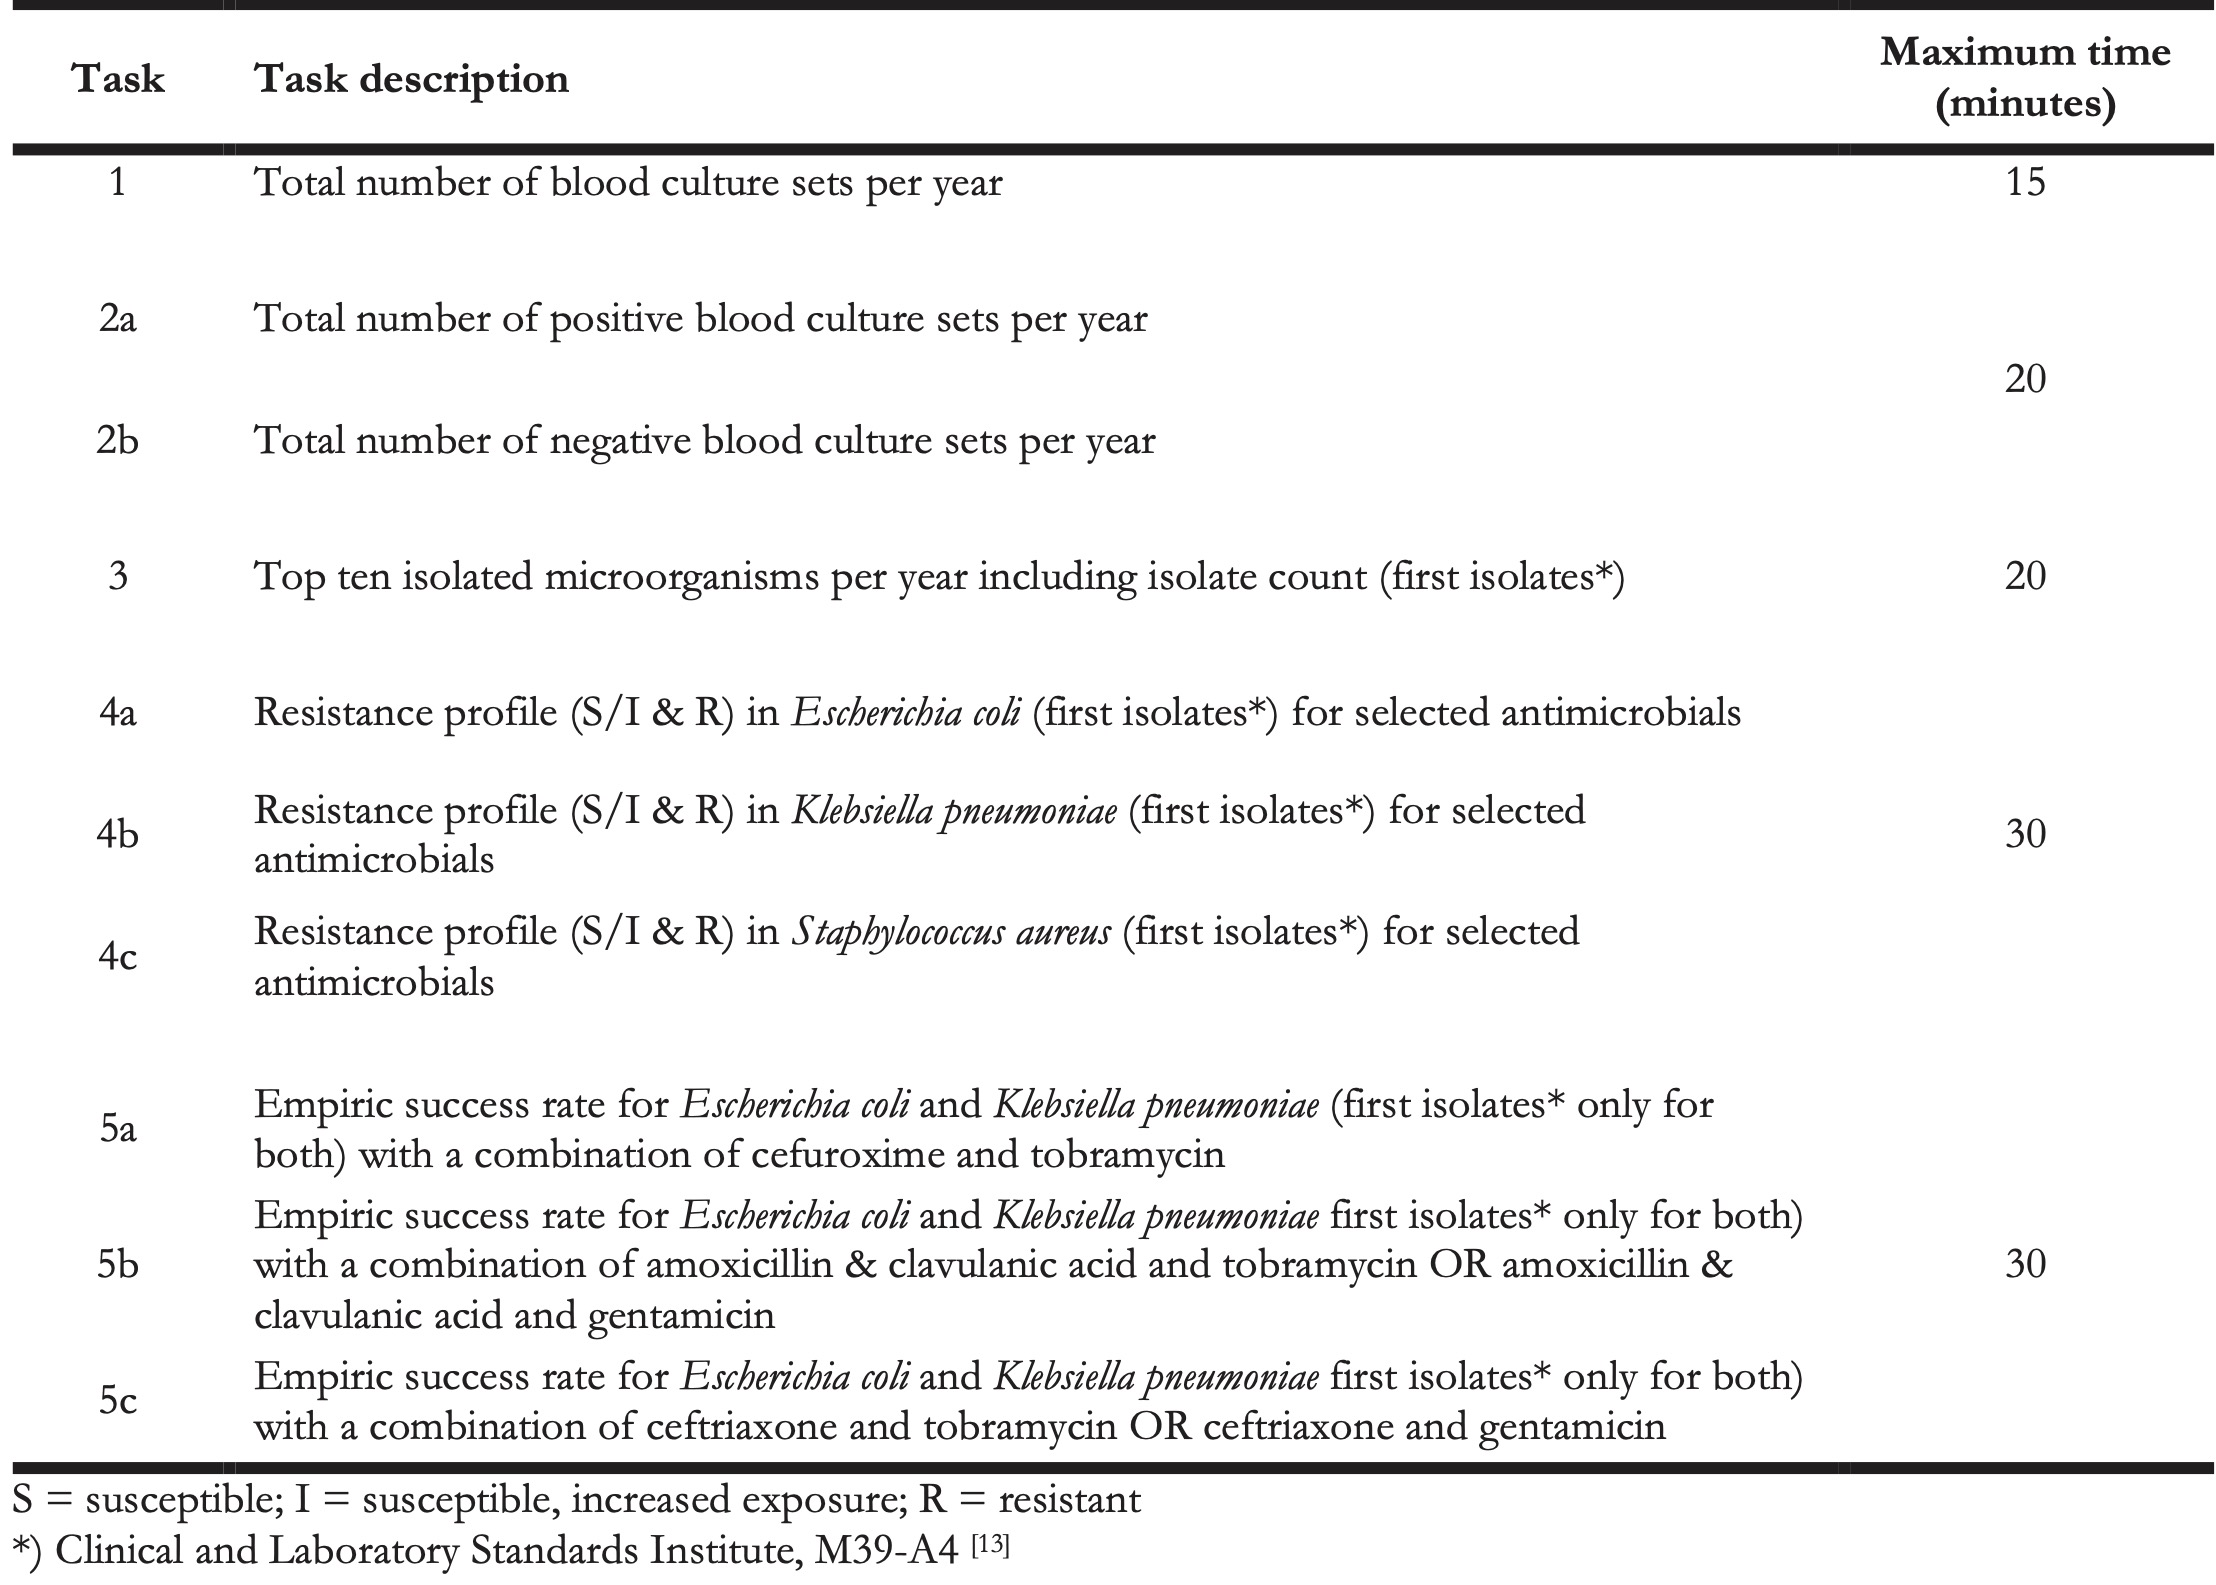 Task Task description Maximum time
(minutes)
1 Total number of blood culture sets per year 15
2a Total number of positive blood culture sets per year
20
2b Total number of negative blood culture sets per year
3 Top ten isolated microorganisms per year including isolate count (first isolates*) 20
4a Resistance profile (S/I & R) in Escherichia coli (first isolates*) for selected antimicrobials
4b Resistance profile (S/I & R) in Klebsiella pneumoniae (first isolates*) for selected
antimicrobials
30
4c Resistance profile (S/I & R) in Staphylococcus aureus (first isolates*) for selected
antimicrobials
5a Empiric success rate for Escherichia coli and Klebsiella pneumoniae (first isolates* only for
both) with a combination of cefuroxime and tobramycin
5b Empiric success rate for Escherichia coli and Klebsiella pneumoniae first isolates* only for both)
with a combination of amoxicillin & clavulanic acid and tobramycin OR amoxicillin &
clavulanic acid and gentamicin
30
5c Empiric success rate for Escherichia coli and Klebsiella pneumoniae first isolates* only for both)
with a combination of ceftriaxone and tobramycin OR ceftriaxone and gentamicin
S = susceptible; I = susceptible, increased exposure; R = resistant
*) Clinical and Laboratory Standards Institute, M39-A4 [13]